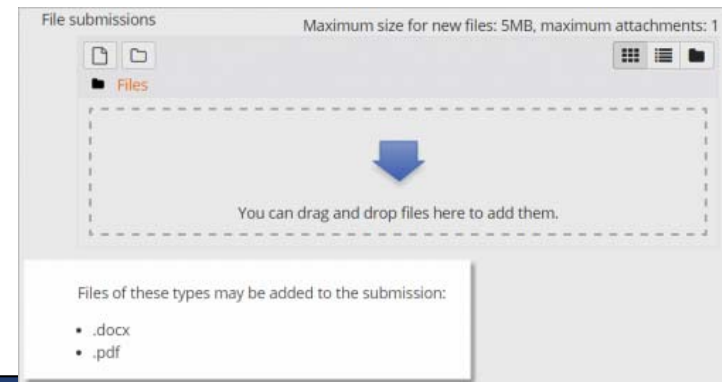 File submissions
Maximum size for new files: 5MB, maximum attachments: 1
Files
You can drag and drop files here to add them.
Files of these types may be added to the submission:
• .docx
• .pdf